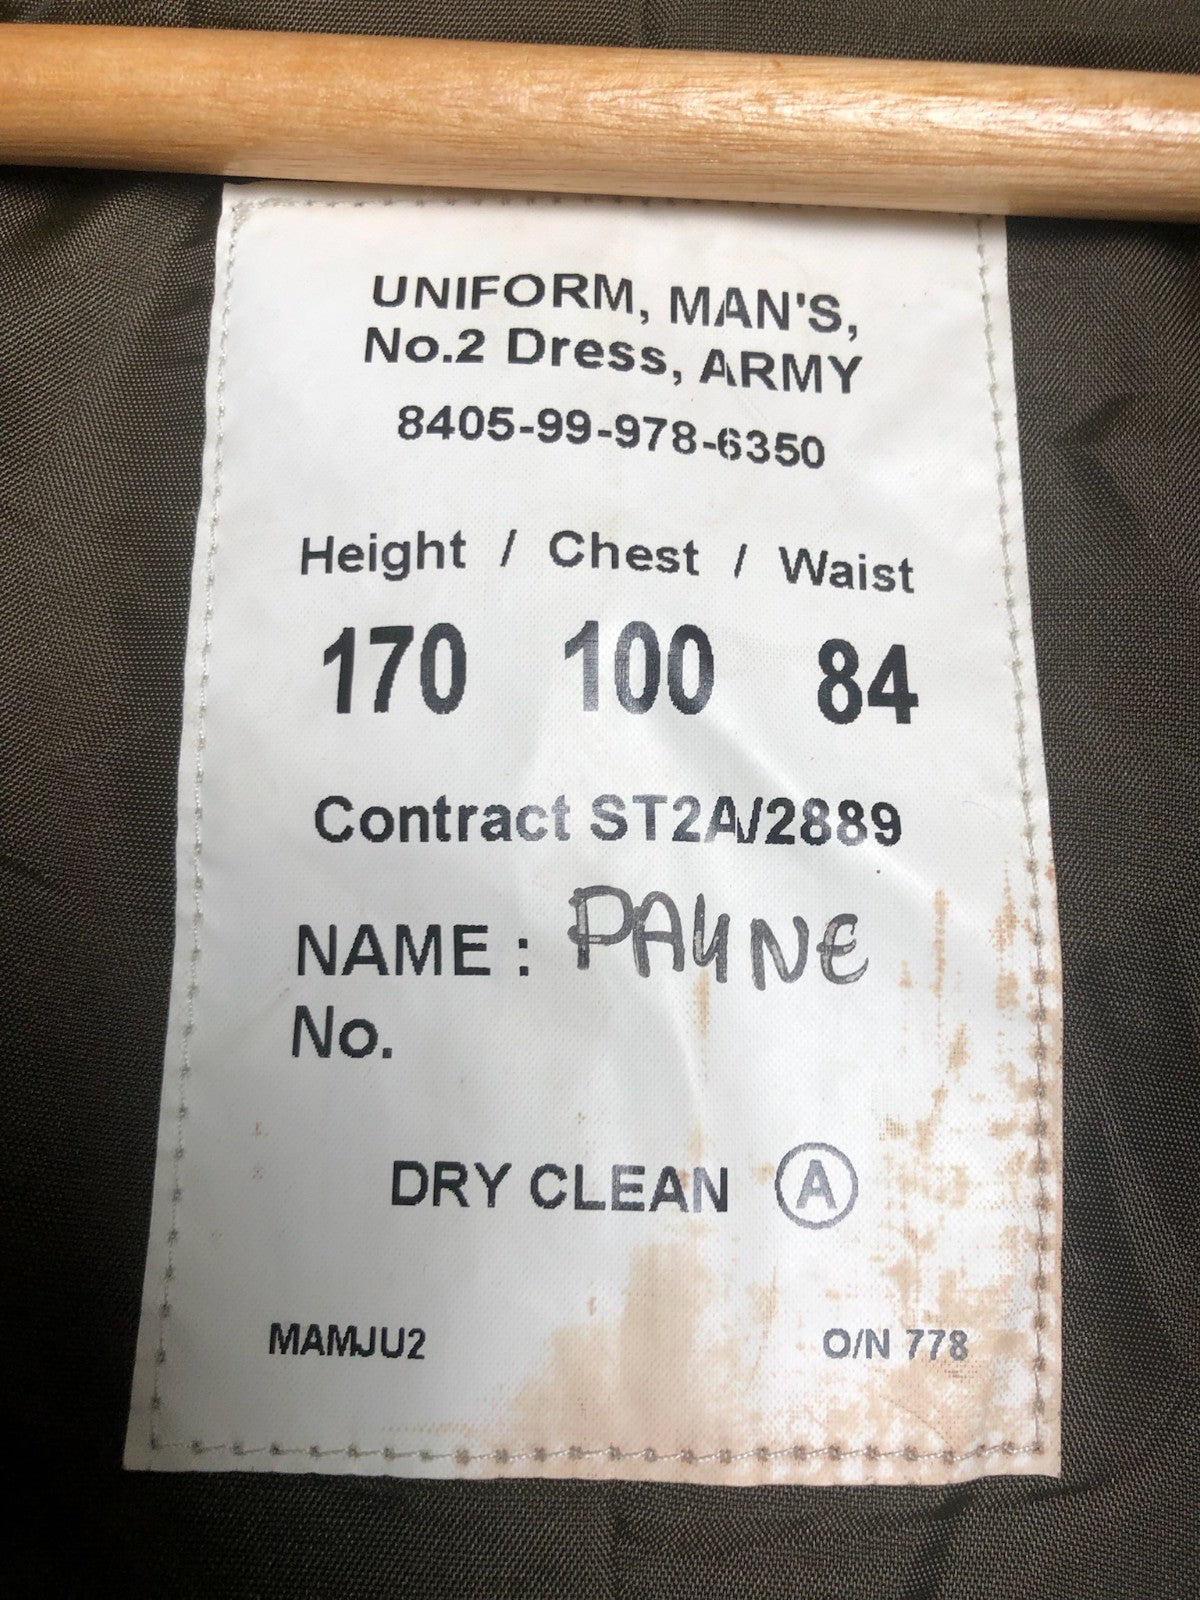 UNIFORM, MAN'S,
No.2 Dress, ARMY
8405-99-978-6350
Height / Chest / Waist
170 100 84
Contract ST2A/2889
NAME : PAYNE
No.
DRY CLEAN Ⓐ
MAMJU2 O/N 778